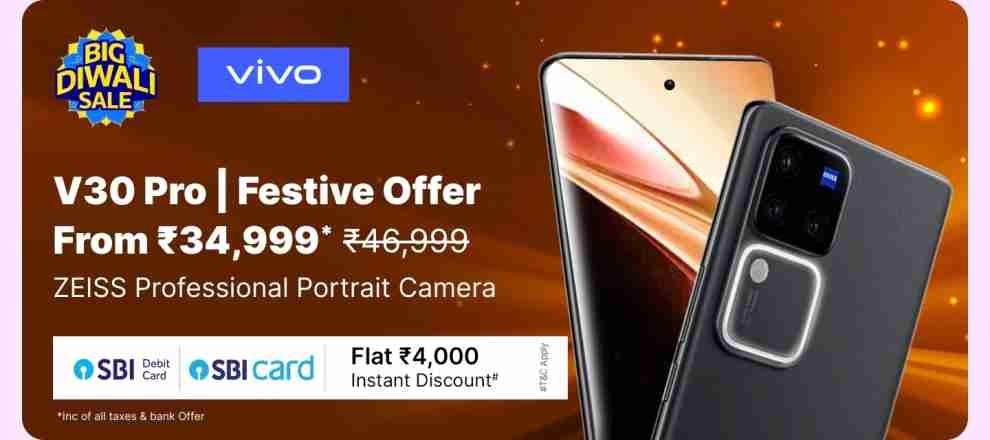 BIG
DIWALI
SALE
vivo
V30 Pro | Festive Offer
From ₹34,999* ₹46,999
ZEISS Professional Portrait Camera
SBI Debit Card
SBI card
Flat ₹4,000
Instant Discount#
#T&C Apply
*Inc of all taxes & bank Offer
ZEISS